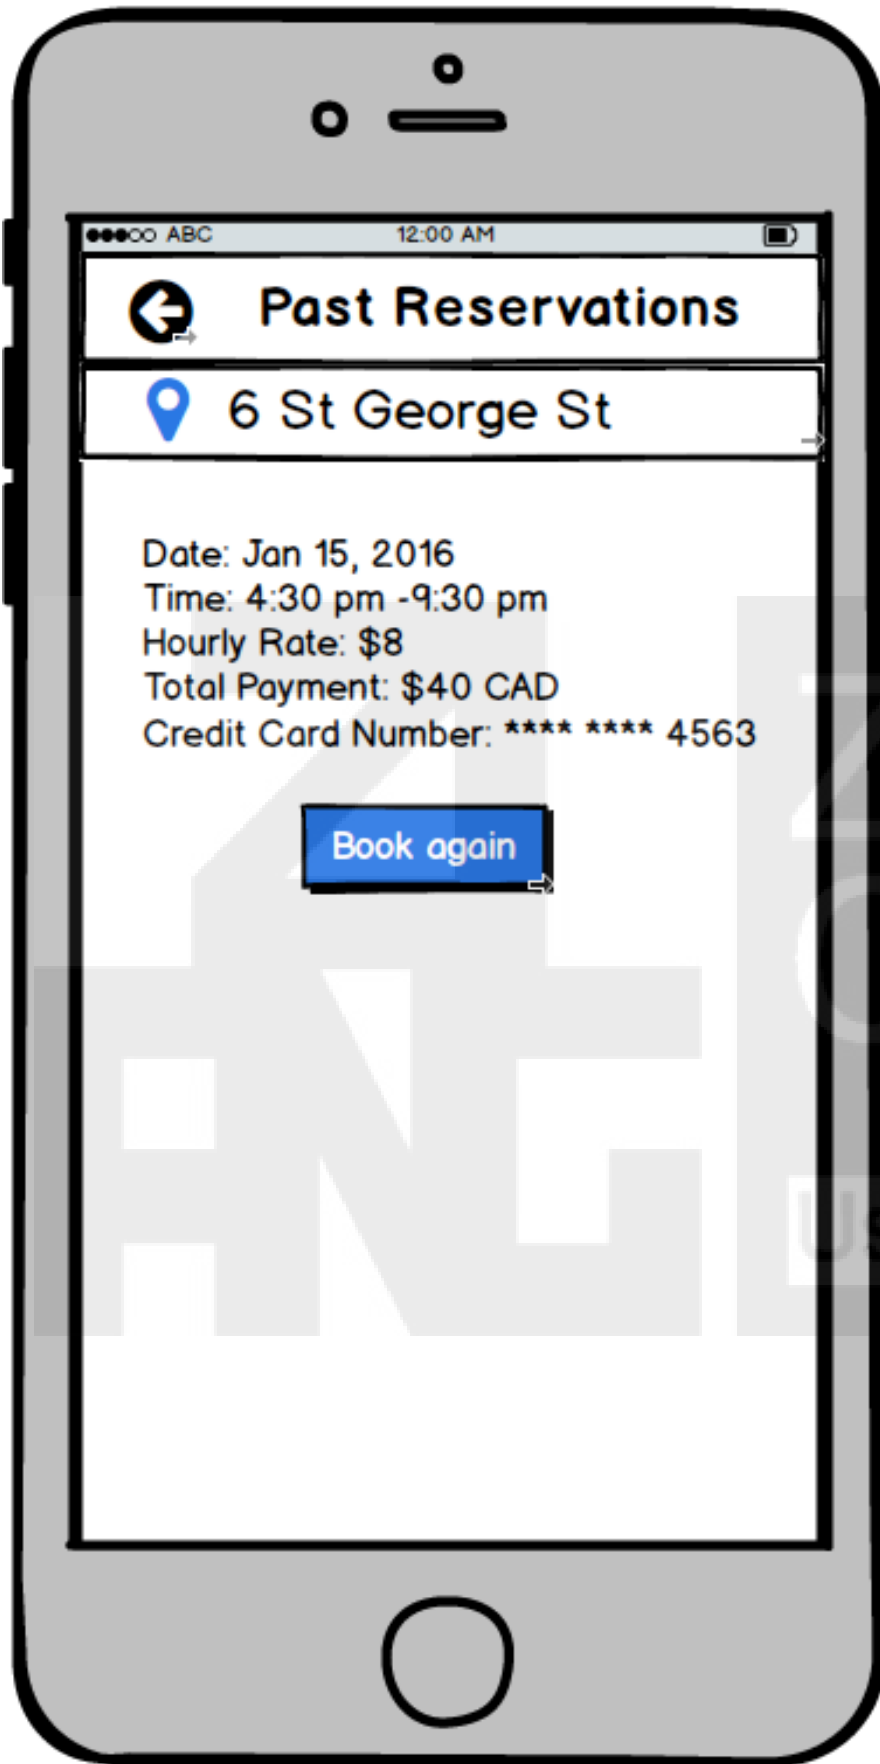 ABC 12:00 AM
Past Reservations
6 St George St
Date: Jan 15, 2016
Time: 4:30 pm -9:30 pm
Hourly Rate: $8
Total Payment: $40 CAD
Credit Card Number: **** **** 4563
Book again